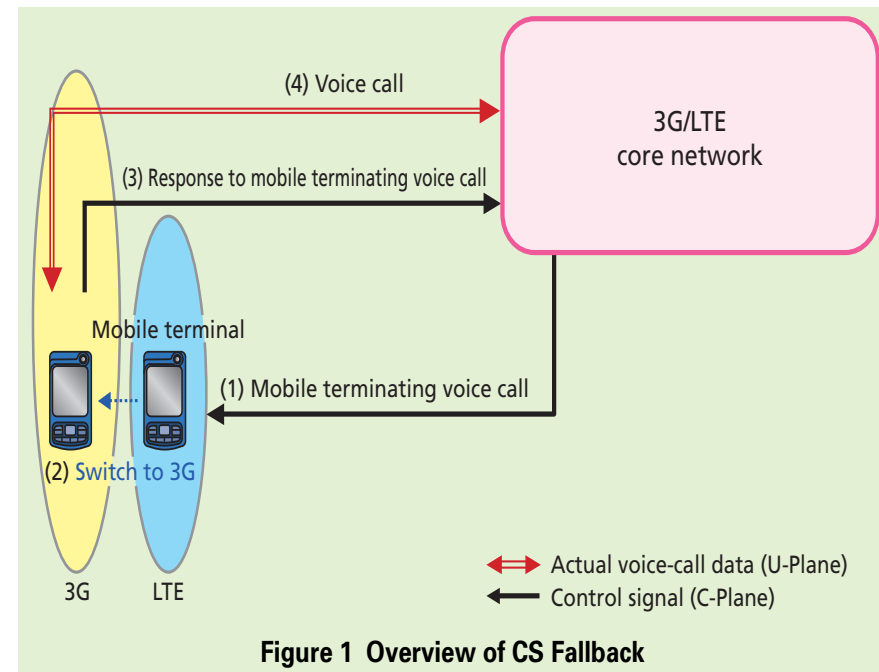 (4) Voice call
3G/LTE
core network
(3) Response to mobile terminating voice call
Mobile terminal
(1) Mobile terminating voice call
(2) Switch to 3G
3G
LTE
Actual voice-call data (U-Plane)
Control signal (C-Plane)
Figure 1 Overview of CS Fallback